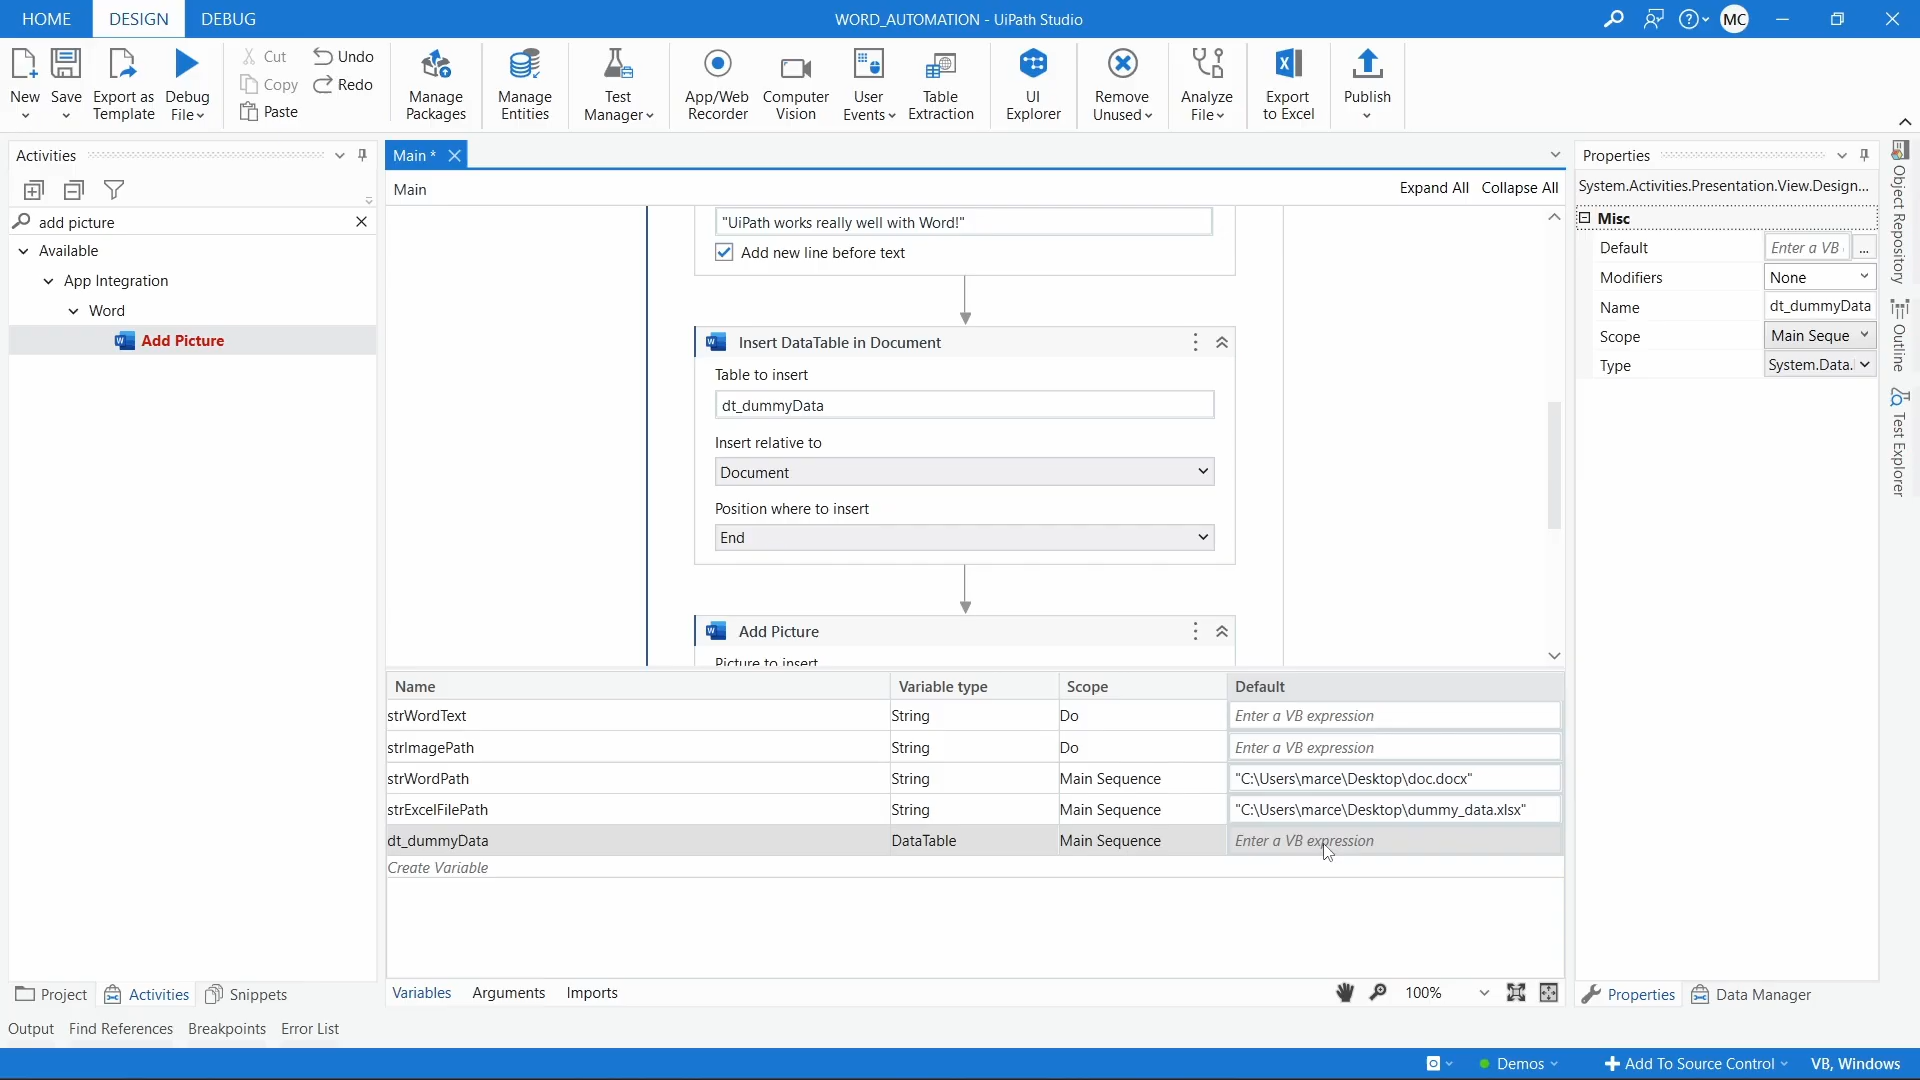 HOME DESIGN DEBUG WORD_AUTOMATION - UiPath Studio MC
New Save Export as Template Debug File Cut Copy Paste Undo Redo Manage Packages Manage Entities Test Manager App/Web Recorder Computer Vision User Events Table Extraction UI Explorer Remove Unused Analyze File Export to Excel Publish
Activities
add picture
Available
App Integration
Word
Add Picture
Main *
Main Expand All Collapse All
"UiPath works really well with Word!"
Add new line before text
Insert DataTable in Document
Table to insert
dt_dummyData
Insert relative to
Document
Position where to insert
End
Add Picture
Picture to insert
Name Variable type Scope Default
strWordText String Do Enter a VB expression
strImagePath String Do Enter a VB expression
strWordPath String Main Sequence "C:\Users\marce\Desktop\doc.docx"
strExcelFilePath String Main Sequence "C:\Users\marce\Desktop\dummy_data.xlsx"
dt_dummyData DataTable Main Sequence Enter a VB expression
Create Variable
Variables Arguments Imports 100%
Properties
System.Activities.Presentation.View.Design...
Misc
Default Enter a VB ...
Modifiers None
Name dt_dummyData
Scope Main Seque
Type System.Data.
Object Repository
Outline
Test Explorer
Project Activities Snippets
Properties Data Manager
Output Find References Breakpoints Error List
Demos Add To Source Control VB, Windows